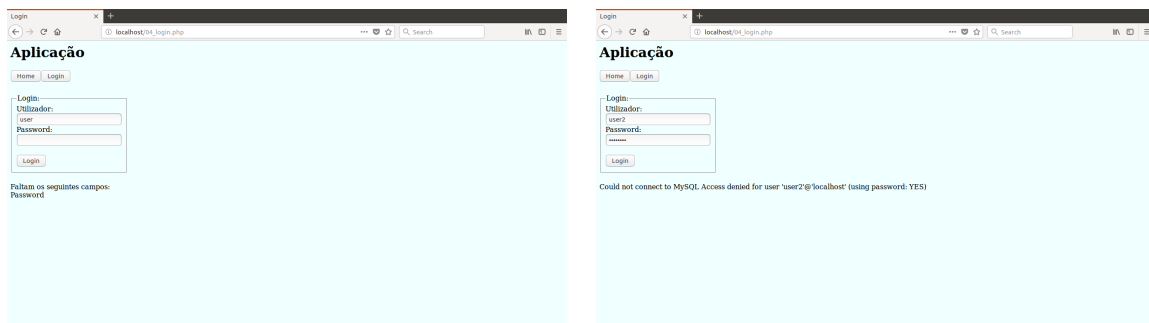 Login × +
localhost/04_login.php ••• Search
Aplicação
Home Login
Login:
Utilizador:
user
Password:
Login
Faltam os seguintes campos:
Password
Login × +
localhost/04_login.php ••• Search
Aplicação
Home Login
Login:
Utilizador:
user2
Password:
••••••••
Login
Could not connect to MySQL Access denied for user 'user2'@'localhost' (using password: YES)